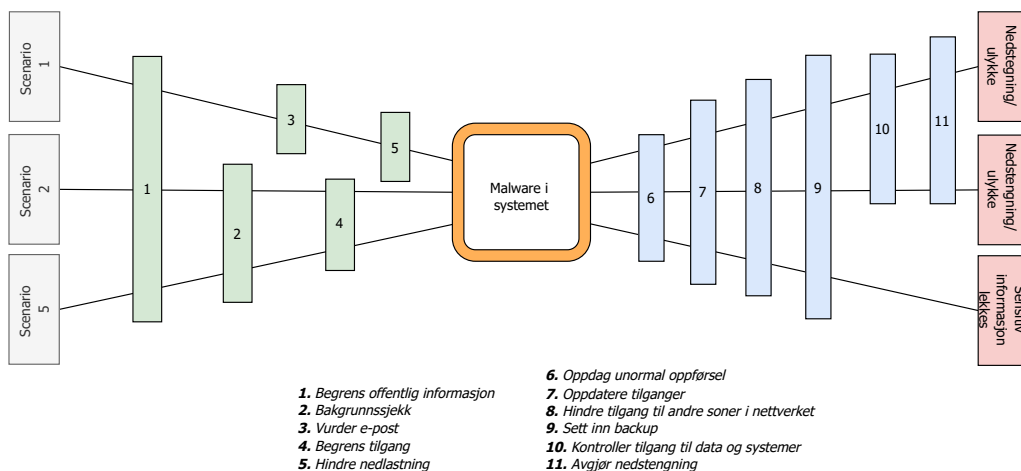 Scenario
1
Scenario
2
Scenario
5
1
3
5
2
4
Malware i
systemet
6
7
8
9
10
11
Nedstegning/
ulykke
Nedstengning/
ulykke
Sensitiv
informasjon
lekkes
1. Begrens offentlig informasjon
2. Bakgrunnssjekk
3. Vurder e-post
4. Begrens tilgang
5. Hindre nedlastning
6. Oppdag unormal oppførsel
7. Oppdatere tilganger
8. Hindre tilgang til andre soner i nettverket
9. Sett inn backup
10. Kontroller tilgang til data og systemer
11. Avgjør nedstengning